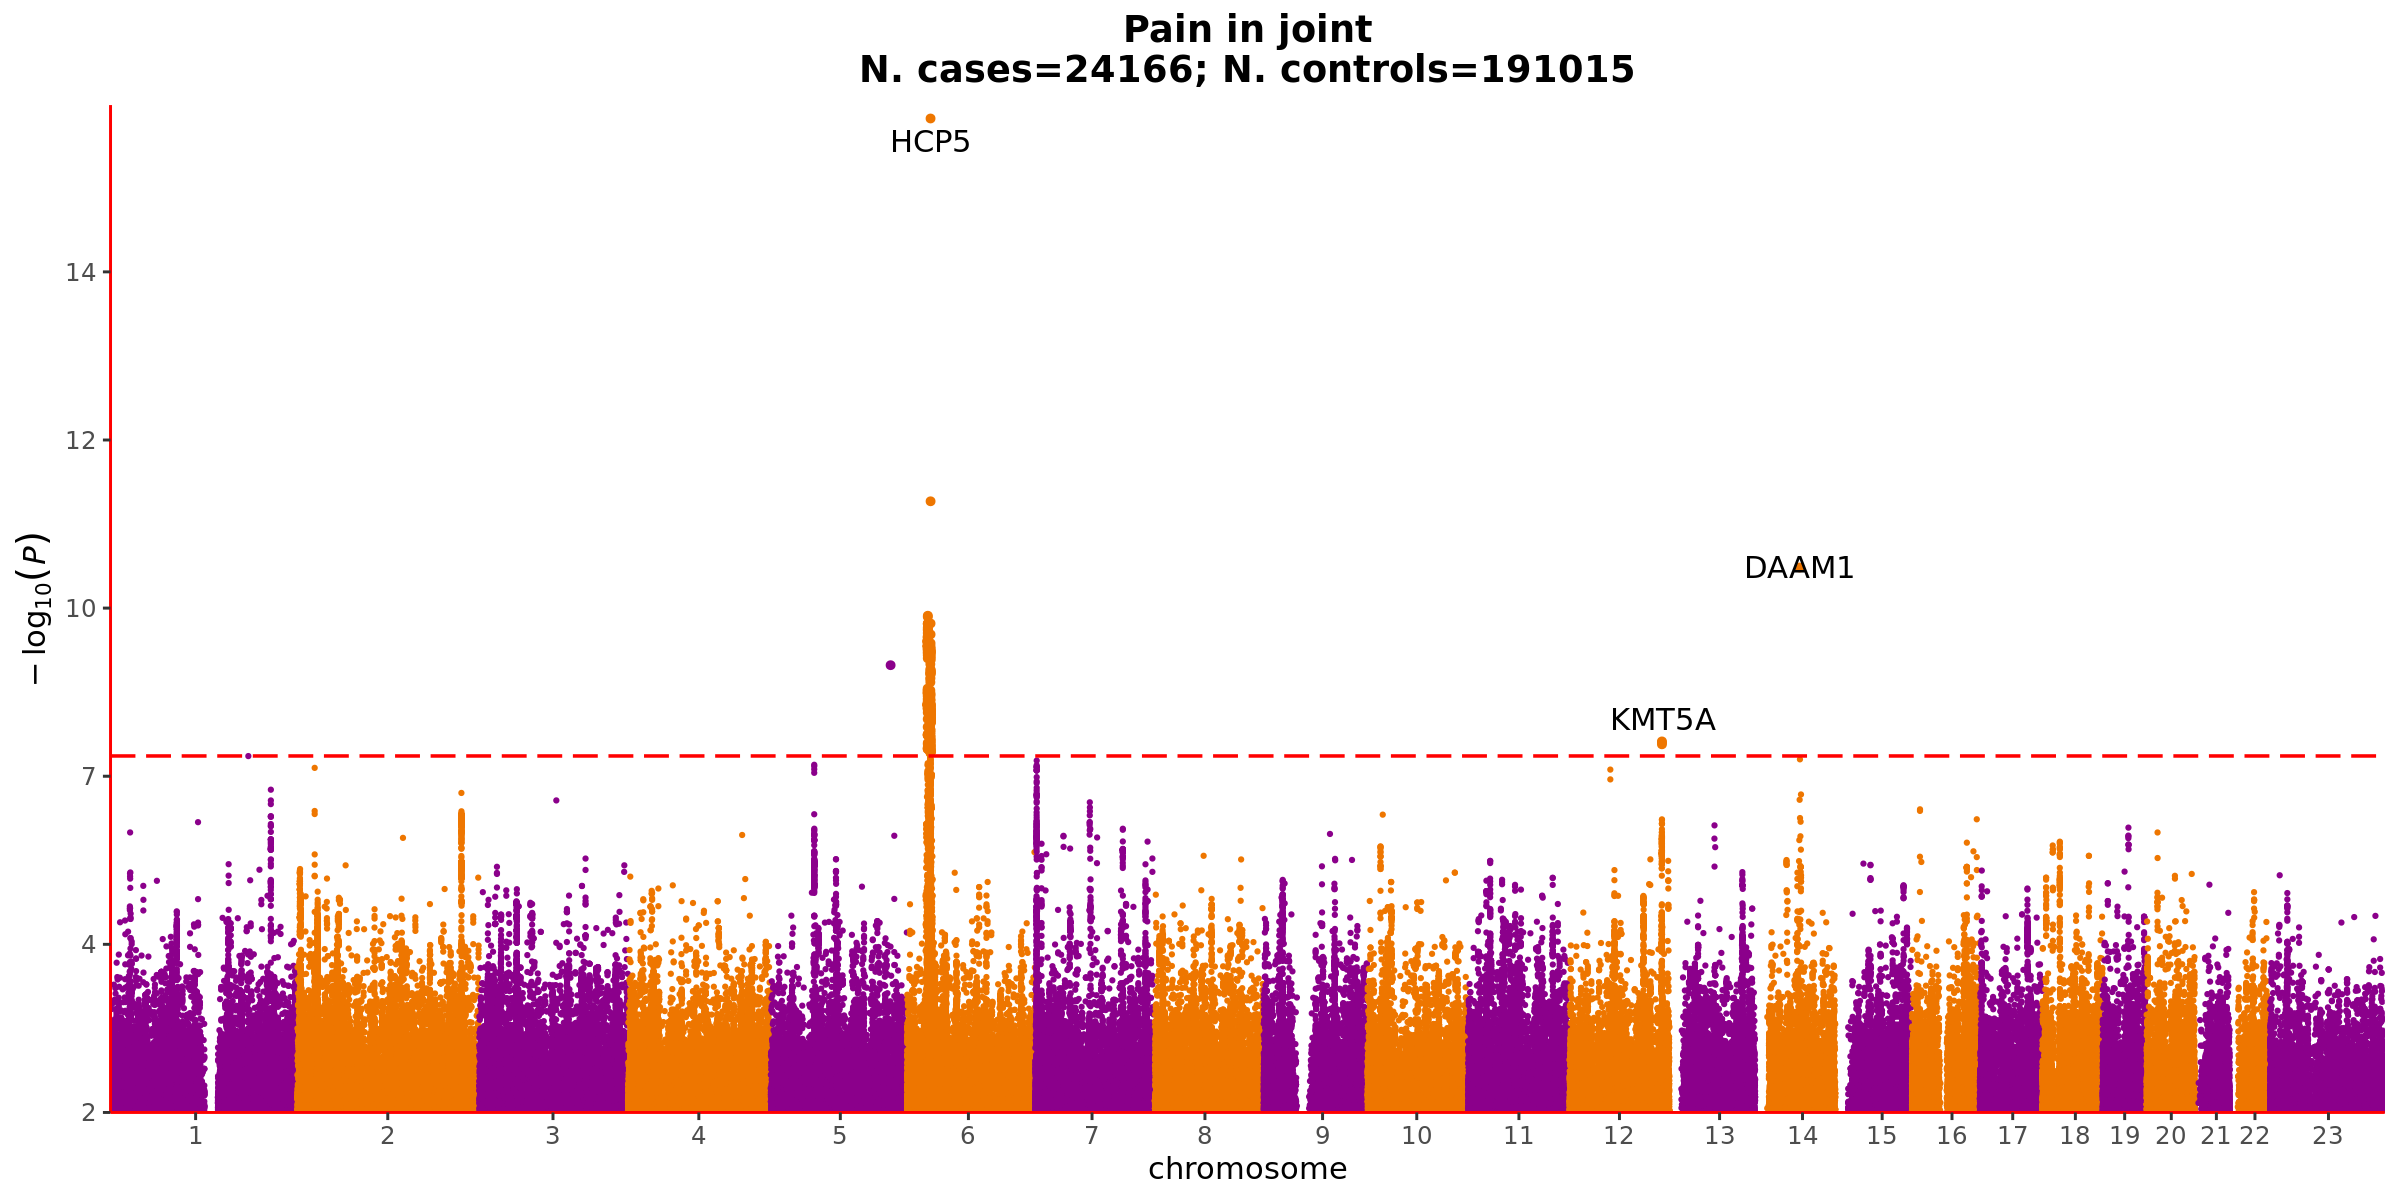 Pain in joint
N. cases=24166; N. controls=191015
HCP5
14
12
DAAM1
10
−log10(P)
KMT5A
7
4
2
1 2 3 4 5 6 7 8 9 10 11 12 13 14 15 16 17 18 19 20 21 22 23
chromosome